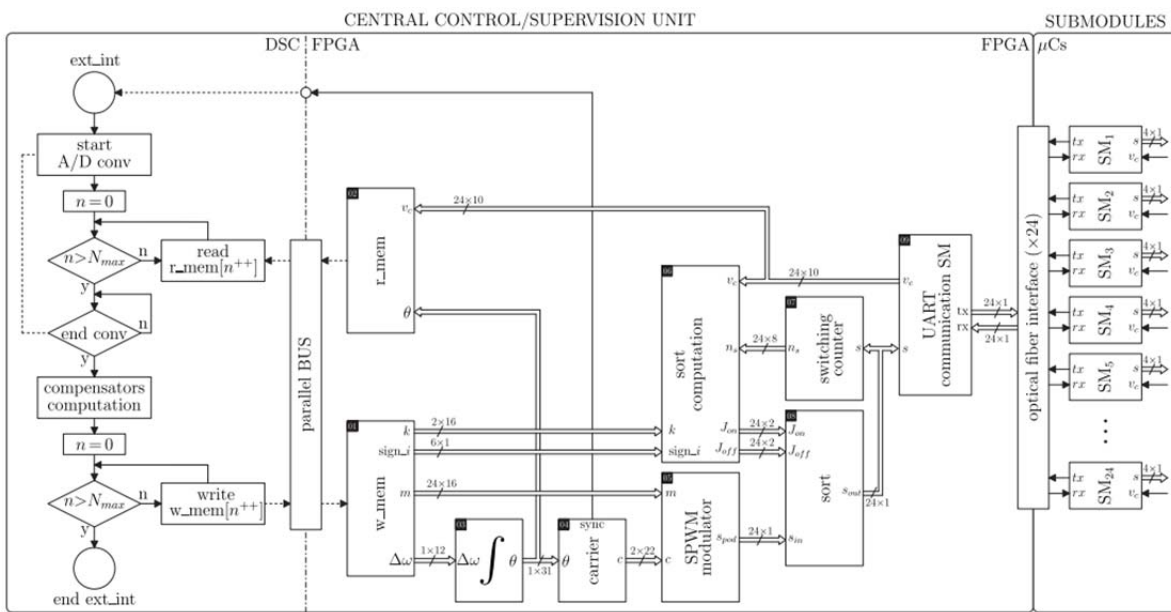 CENTRAL CONTROL/SUPERVISION UNIT
SUBMODULES
DSC
FPGA
FPGA
μCs
ext_int
start
A/D conv
n=0
n>N_max
n
y
read
r_mem[n++]
end conv
n
y
compensators
computation
n=0
n>N_max
n
y
write
w_mem[n++]
end ext_int
parallel BUS
02
v_c
r_mem
θ
24×10
01
k
sign_i
m
w_mem
Δω
2×16
6×1
24×16
1×12
03
Δω
∫
θ
1×31
04
sync
θ
carrier
c
2×22
05
m
SPWM
modulator
s_pod
c
24×1
06
v_c
n_s
sort
computation
k
sign_i
J_on
J_off
24×10
24×8
24×2
24×2
07
n_s
s
switching
counter
08
J_on
J_off
sort
s_out
s_in
24×1
09
v_c
UART
communication SM
tx
rx
s
24×1
24×1
optical fiber interface (×24)
tx
rx
SM_1
s
v_c
4×1
tx
rx
SM_2
s
v_c
4×1
tx
rx
SM_3
s
v_c
4×1
tx
rx
SM_4
s
v_c
4×1
tx
rx
SM_5
s
v_c
4×1
...
tx
rx
SM_24
s
v_c
4×1